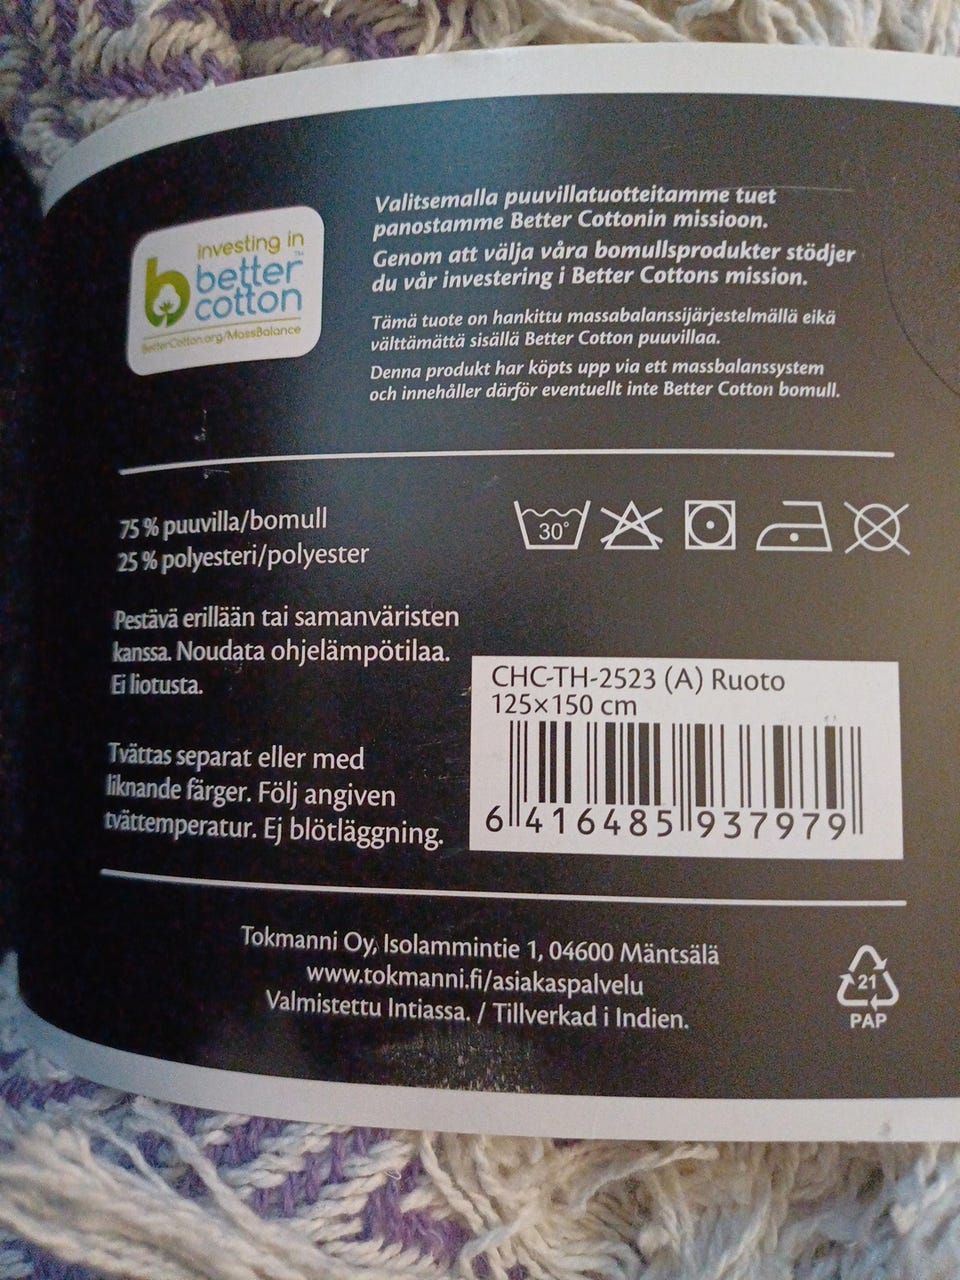 investing in
better
cotton
™
BetterCotton.org/MassBalance
Valitsemalla puuvillatuotteitamme tuet
panostamme Better Cottonin missioon.
Genom att välja våra bomullsprodukter stödjer
du vår investering i Better Cottons mission.
Tämä tuote on hankittu massabalanssijärjestelmällä eikä
välttämättä sisällä Better Cotton puuvillaa.
Denna produkt har köpts upp via ett massbalanssystem
och innehåller därför eventuellt inte Better Cotton bomull.
75 % puuvilla/bomull
25 % polyesteri/polyester
30°
Pestävä erillään tai samanväristen
kanssa. Noudata ohjelämpötilaa.
Ei liotusta.
Tvättas separat eller med
liknande färger. Följ angiven
tvättemperatur. Ej blötläggning.
CHC-TH-2523 (A) Ruoto
125×150 cm
6 416485 937979
Tokmanni Oy, Isolammintie 1, 04600 Mäntsälä
www.tokmanni.fi/asiakaspalvelu
Valmistettu Intiassa. / Tillverkad i Indien.
21
PAP